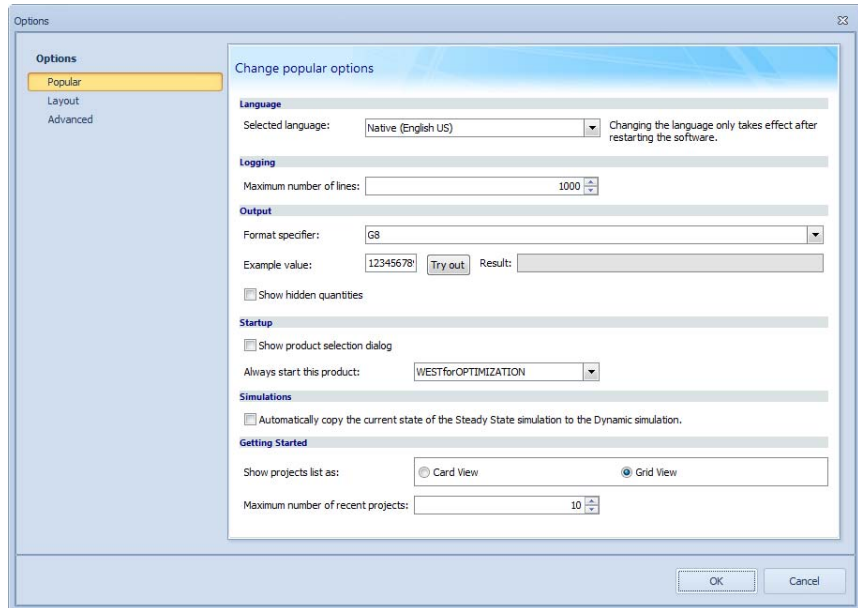 Options
Options
Popular
Layout
Advanced
Change popular options
Language
Selected language: Native (English US) Changing the language only takes effect after
restarting the software.
Logging
Maximum number of lines: 1000
Output
Format specifier: G8
Example value: 12345678 Try out Result:
Show hidden quantities
Startup
Show product selection dialog
Always start this product: WESTforOPTIMIZATION
Simulations
Automatically copy the current state of the Steady State simulation to the Dynamic simulation.
Getting Started
Show projects list as: Card View Grid View
Maximum number of recent projects: 10
OK Cancel